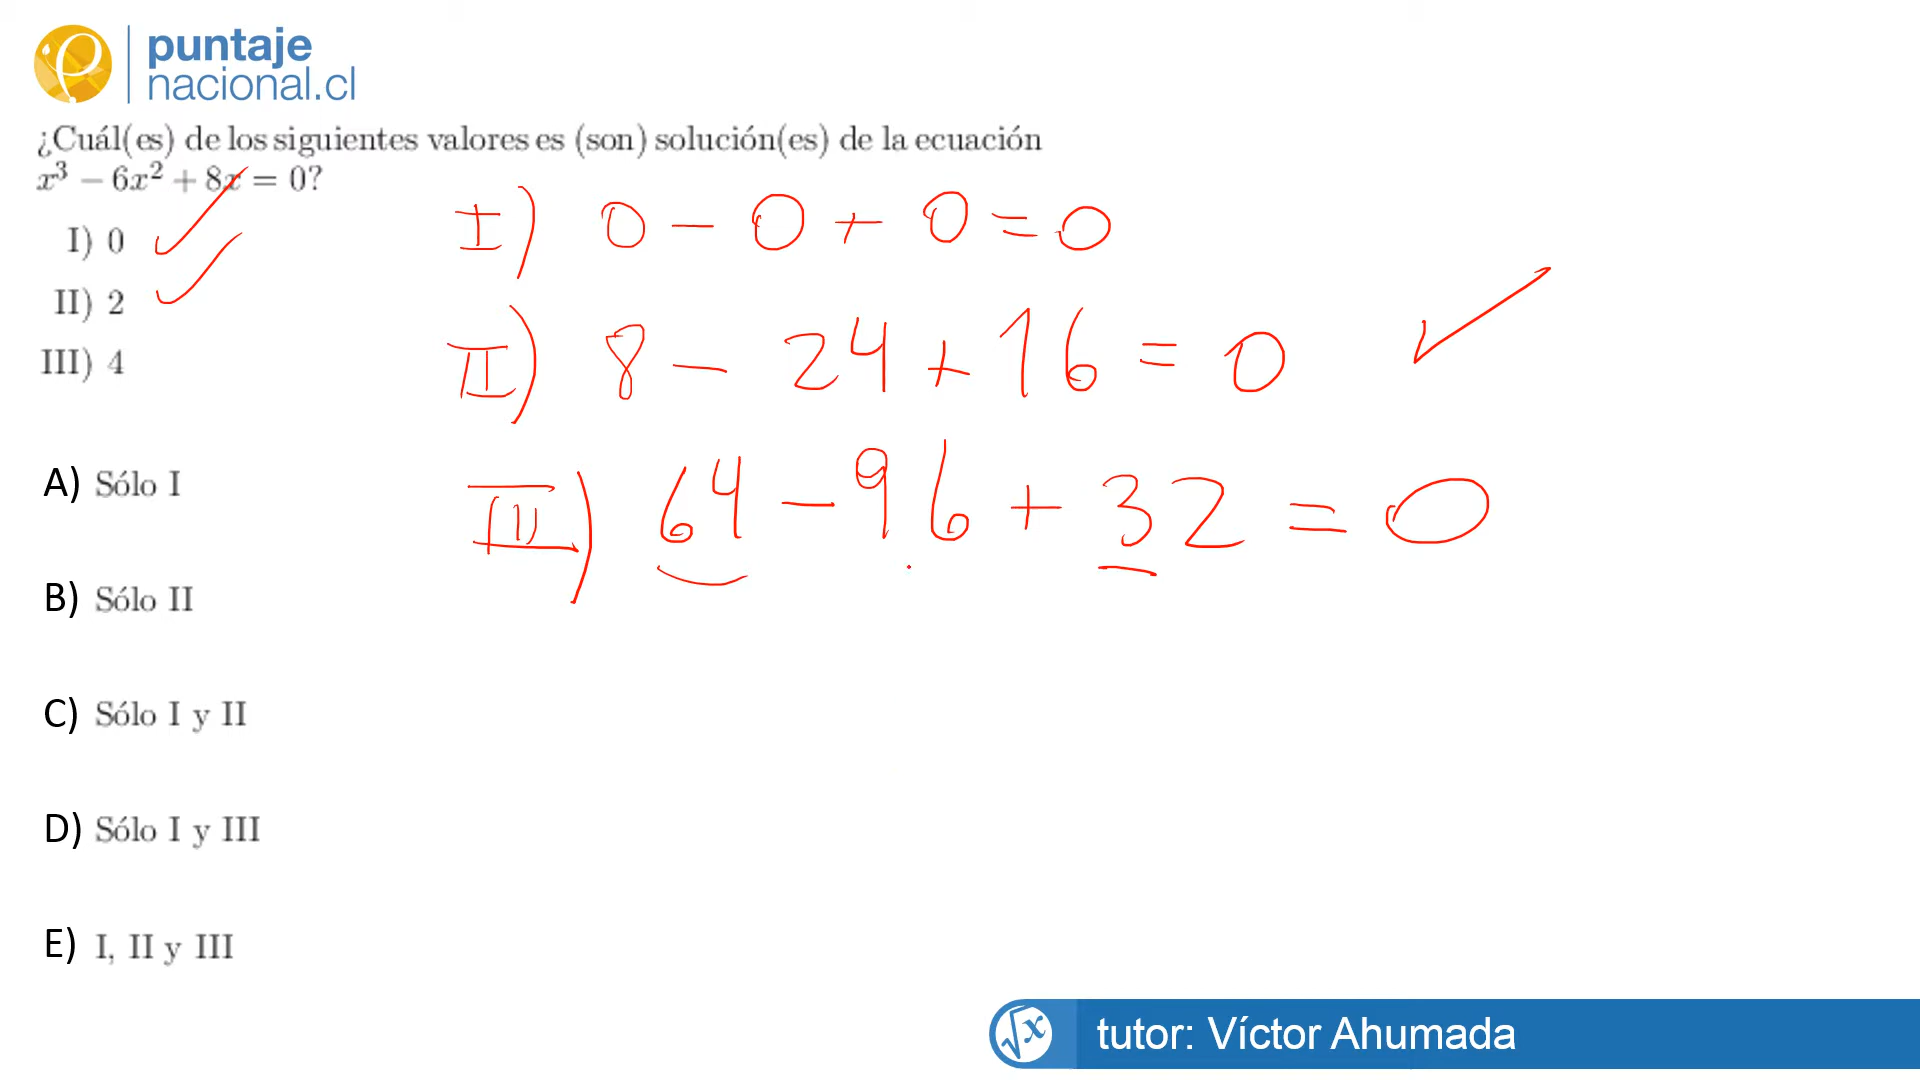 puntaje
nacional.cl
¿Cuál(es) de los siguientes valores es (son) solución(es) de la ecuación
x³ − 6x² + 8x = 0?
I) 0
II) 2
III) 4
I) 0 − 0 + 0 = 0
II) 8 − 24 + 16 = 0
III) 64 − 96 + 32 = 0
A) Sólo I
B) Sólo II
C) Sólo I y II
D) Sólo I y III
E) I, II y III
√x tutor: Víctor Ahumada